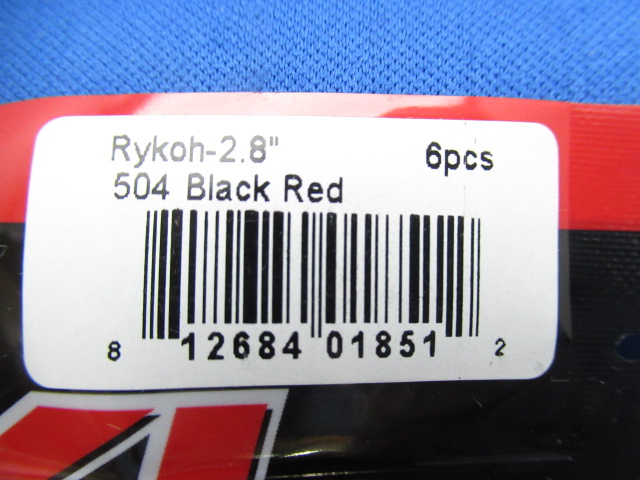 Rykoh-2.8" 6pcs
504 Black Red
8 12684 01851 2